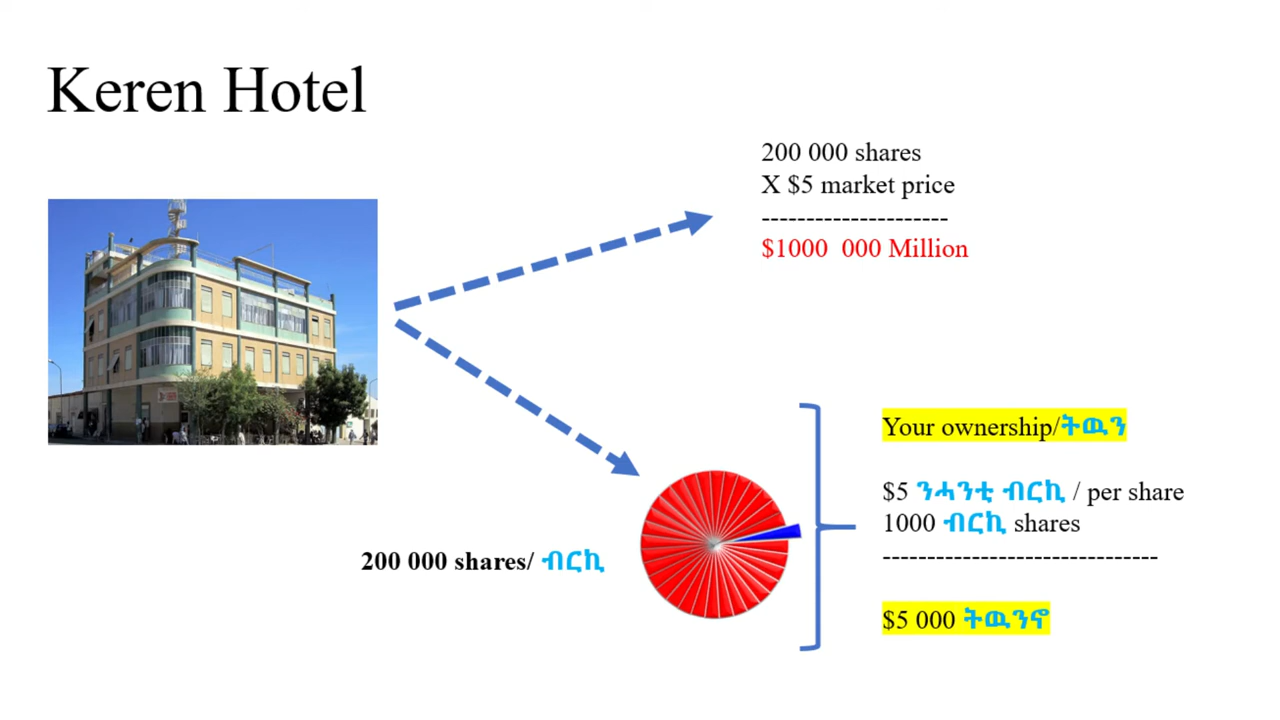 Keren Hotel
200 000 shares
X $5 market price
---------------------
$1000  000 Million
Your ownership/ትዉን
$5 ንሓንቲ ብርኪ / per share
1000 ብርኪ shares
-------------------------------
$5 000 ትዉንኖ
200 000 shares/ ብርኪ